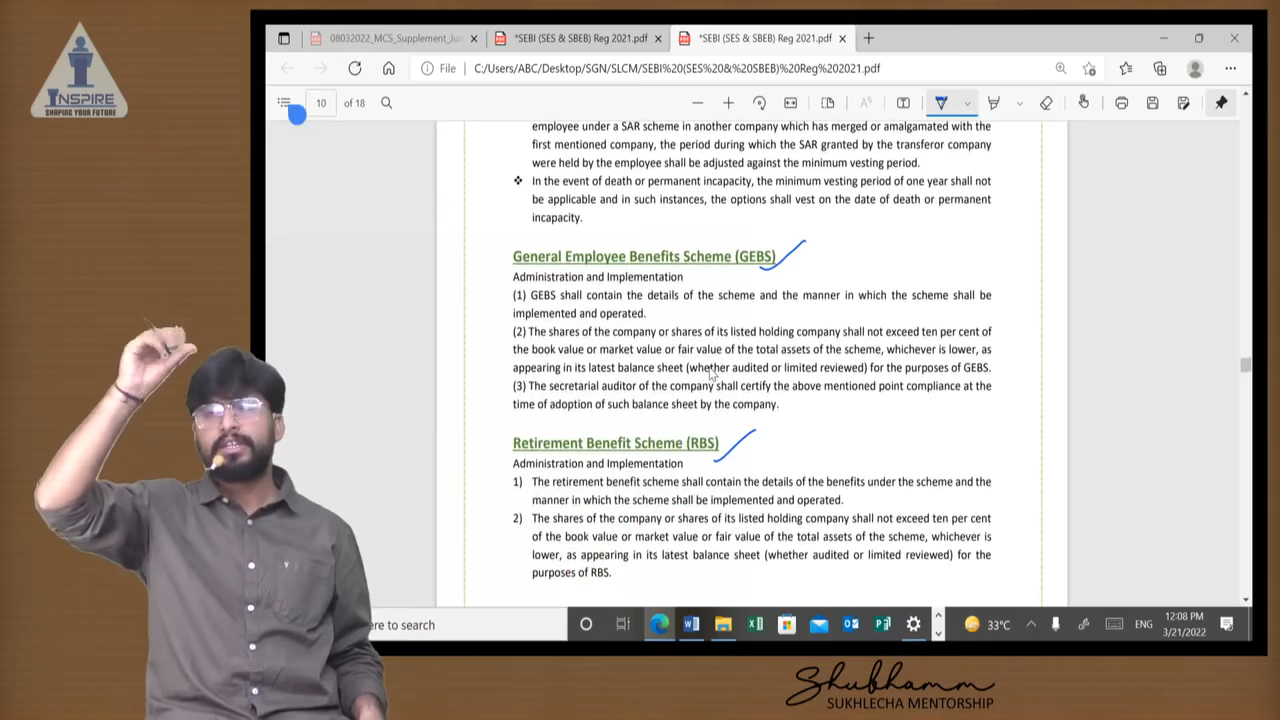 INSPIRE
SHAPING YOUR FUTURE
08032022_MCS_Supplement_Jun
*SEBI (SES & SBEB) Reg 2021.pdf
*SEBI (SES & SBEB) Reg 2021.pdf
File
C:/Users/ABC/Desktop/SGN/SLCM/SEBI%20(SES%20&%20SBEB)%20Reg%202021.pdf
10 of 18
employee under a SAR scheme in another company which has merged or amalgamated with the
first mentioned company, the period during which the SAR granted by the transferor company
were held by the employee shall be adjusted against the minimum vesting period.
❖ In the event of death or permanent incapacity, the minimum vesting period of one year shall not
be applicable and in such instances, the options shall vest on the date of death or permanent
incapacity.
General Employee Benefits Scheme (GEBS)
Administration and Implementation
(1) GEBS shall contain the details of the scheme and the manner in which the scheme shall be
implemented and operated.
(2) The shares of the company or shares of its listed holding company shall not exceed ten per cent of
the book value or market value or fair value of the total assets of the scheme, whichever is lower, as
appearing in its latest balance sheet (whether audited or limited reviewed) for the purposes of GEBS.
(3) The secretarial auditor of the company shall certify the above mentioned point compliance at the
time of adoption of such balance sheet by the company.
Retirement Benefit Scheme (RBS)
Administration and Implementation
1) The retirement benefit scheme shall contain the details of the benefits under the scheme and the
manner in which the scheme shall be implemented and operated.
2) The shares of the company or shares of its listed holding company shall not exceed ten per cent
of the book value or market value or fair value of the total assets of the scheme, whichever is
lower, as appearing in its latest balance sheet (whether audited or limited reviewed) for the
purposes of RBS.
ere to search
33°C
ENG
12:08 PM
3/21/2022
Shubhamm
SUKHLECHA MENTORSHIP